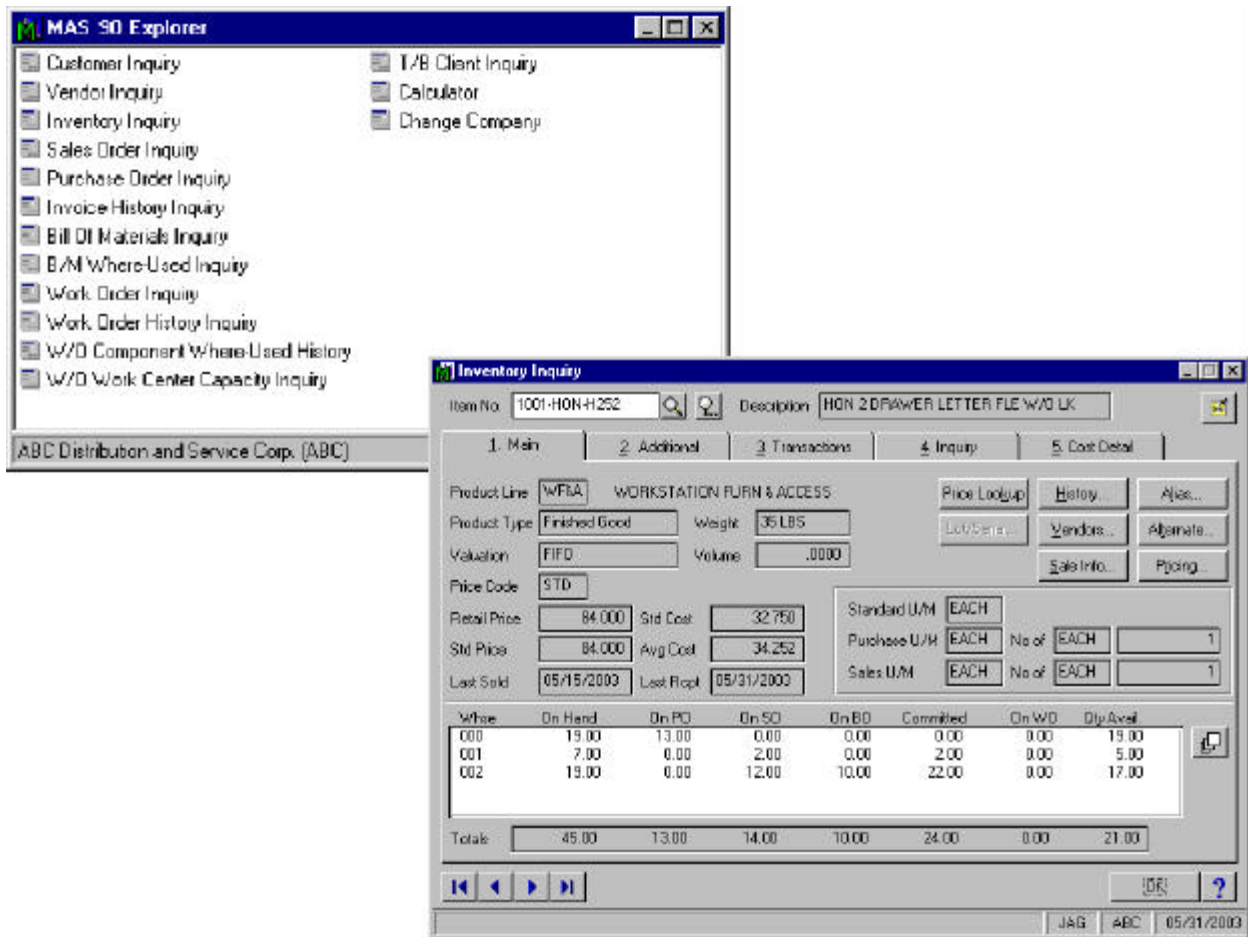 MAS 90 Explorer
Customer Inquiry
Vendor Inquiry
Inventory Inquiry
Sales Order Inquiry
Purchase Order Inquiry
Invoice History Inquiry
Bill Of Materials Inquiry
B/M Where-Used Inquiry
Work Order Inquiry
Work Order History Inquiry
W/O Component Where-Used History
W/O Work Center Capacity Inquiry
T/B Client Inquiry
Calculator
Change Company
ABC Distribution and Service Corp. (ABC)
Inventory Inquiry
Item No. 1001-HON-H252 Description HON 2 DRAWER LETTER FLE W/O LK
1. Main 2. Additional 3. Transactions 4. Inquiry 5. Cost Detail
Product Line WF&A WORKSTATION FURN & ACCESS Price Lookup History... Alias...
Product Type Finished Good Weight 35 LBS Lot/Serial... Vendors... Alternate...
Valuation FIFO Volume .0000 Sale Info... Pricing...
Price Code STD
Retail Price 84.000 Std Cost 32.750 Standard U/M EACH
Std Price 84.000 Avg Cost 34.252 Purchase U/M EACH No of EACH 1
Last Sold 05/15/2003 Last Rcpt 05/31/2003 Sales U/M EACH No of EACH 1
Whse On Hand On PO On SO On BO Committed On WO Qty Avail
000 19.00 13.00 0.00 0.00 0.00 0.00 19.00
001 7.00 0.00 2.00 0.00 2.00 0.00 5.00
002 19.00 0.00 12.00 10.00 22.00 0.00 17.00
Totals 45.00 13.00 14.00 10.00 24.00 0.00 21.00
OK ?
JAG ABC 05/31/2003